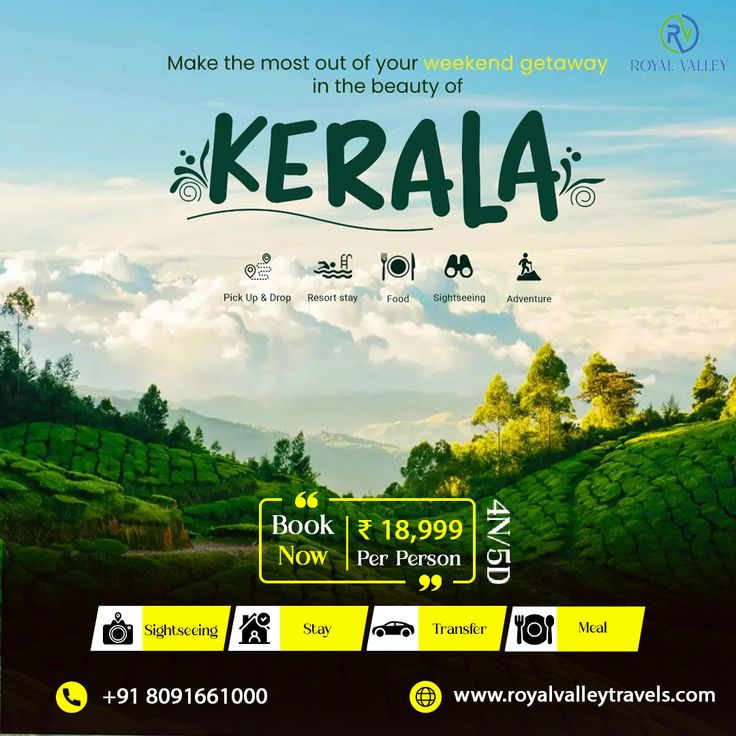 RV
ROYAL VALLEY
TRAVELS
Make the most out of your weekend getaway
in the beauty of
KERALA
Pick Up & Drop
Resort stay
Food
Sightseeing
Adventure
Book
Now
₹ 18,999
Per Person
4N/5D
Sightseeing
Stay
Transfer
Meal
+91 8091661000
www.royalvalleytravels.com